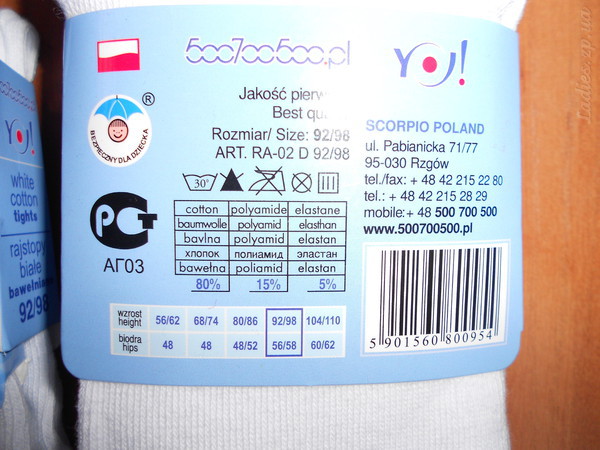 500700500.pl
YO!
Jakość pierw
Best qu
Rozmiar/ Size: 92/98
ART. RA-02 D 92/98
BEZPIECZNY DLA DZIECKA
®
30°
РСТ
АГ03
cotton polyamide elastane
baumwolle polyamid elasthan
bavlna polyamid elastan
хлопок полиамид эластан
bawełna poliamid elastan
80% 15% 5%
wzrost height 56/62 68/74 80/86 92/98 104/110
biodra hips 48 48 48/52 56/58 60/62
SCORPIO POLAND
ul. Pabianicka 71/77
95-030 Rzgów
tel./fax: + 48 42 215 22 80
tel.: + 48 42 215 28 29
mobile:+ 48 500 700 500
www.500700500.pl
5 901560 800954
YO!
white
cotton
tights
rajstopy
białe
bawełnian
92/98
Ladies.zp.ua